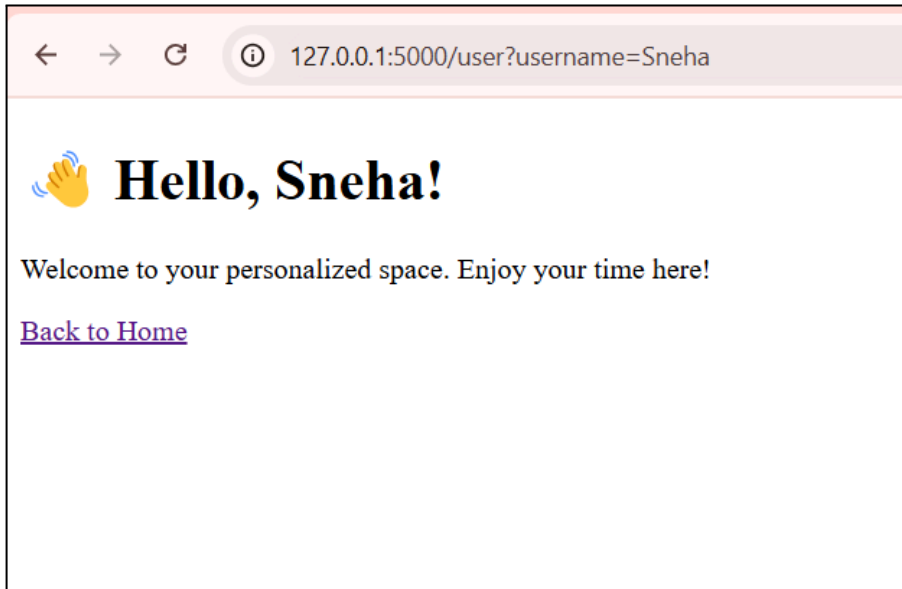 127.0.0.1:5000/user?username=Sneha
👋 Hello, Sneha!
Welcome to your personalized space. Enjoy your time here!
Back to Home